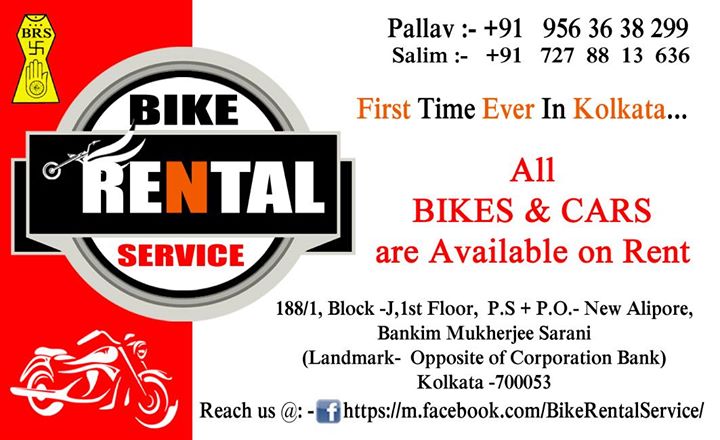 BRS
BIKE
RENTAL
SERVICE
Pallav :- +91 956 36 38 299
Salim :- +91 727 88 13 636
First Time Ever In Kolkata...
All
BIKES & CARS
are Available on Rent
188/1, Block -J,1st Floor, P.S + P.O.- New Alipore,
Bankim Mukherjee Sarani
(Landmark- Opposite of Corporation Bank)
Kolkata -700053
Reach us @: - f https://m.facebook.com/BikeRentalService/